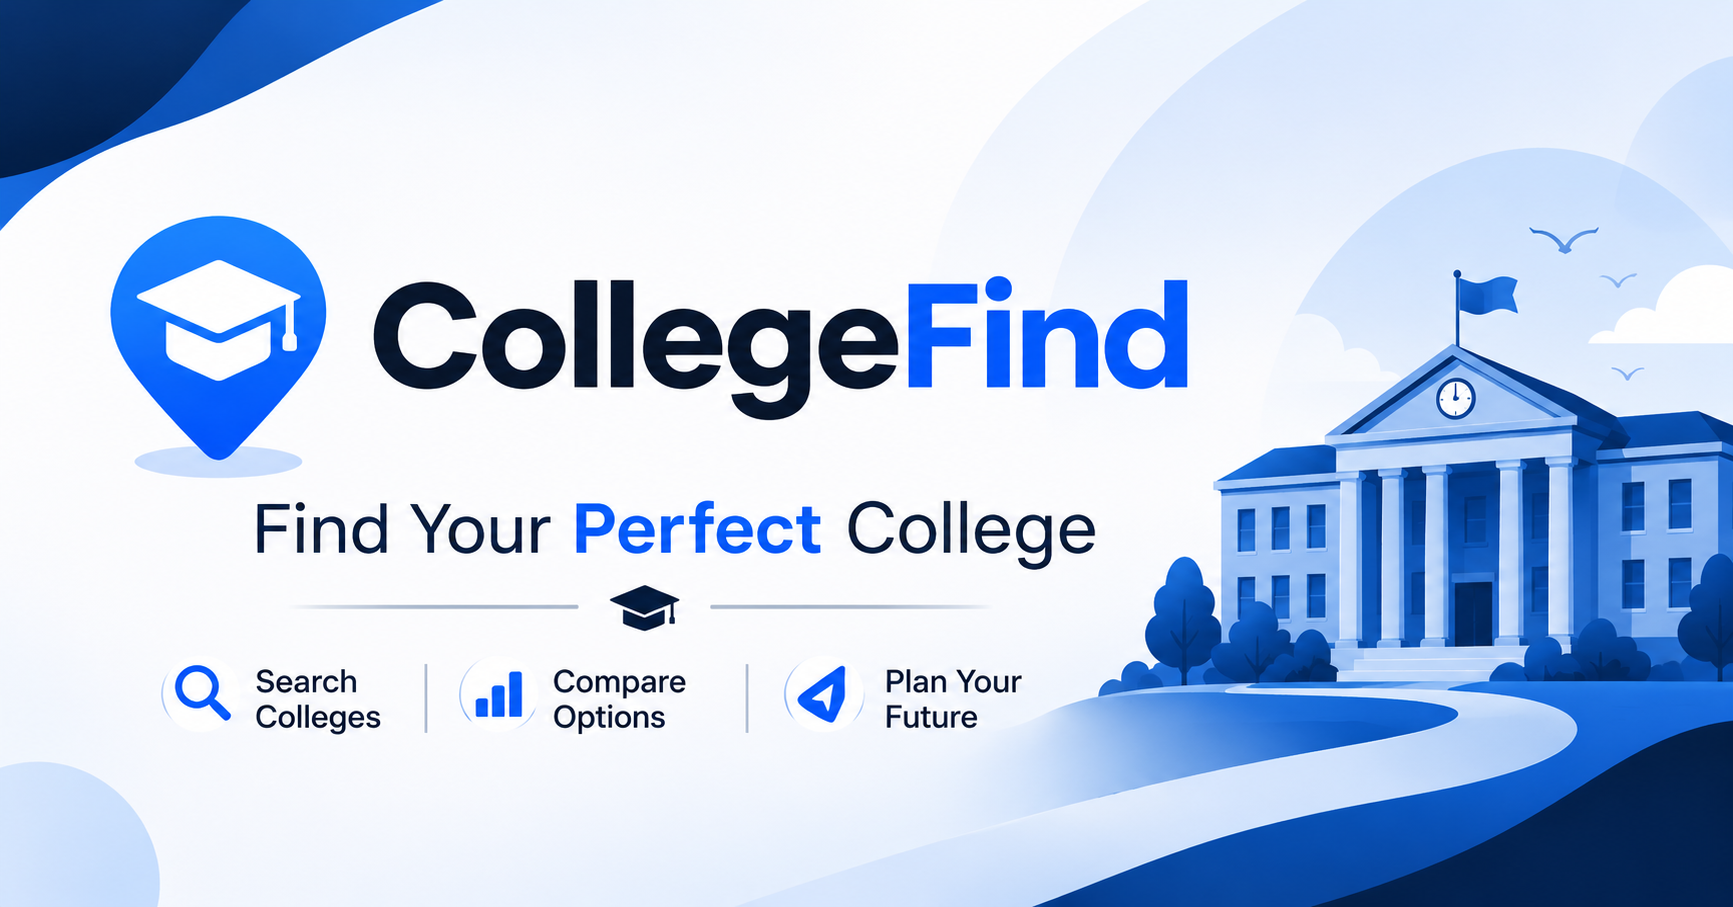 CollegeFind
Find Your Perfect College
Search
Colleges
Compare
Options
Plan Your
Future